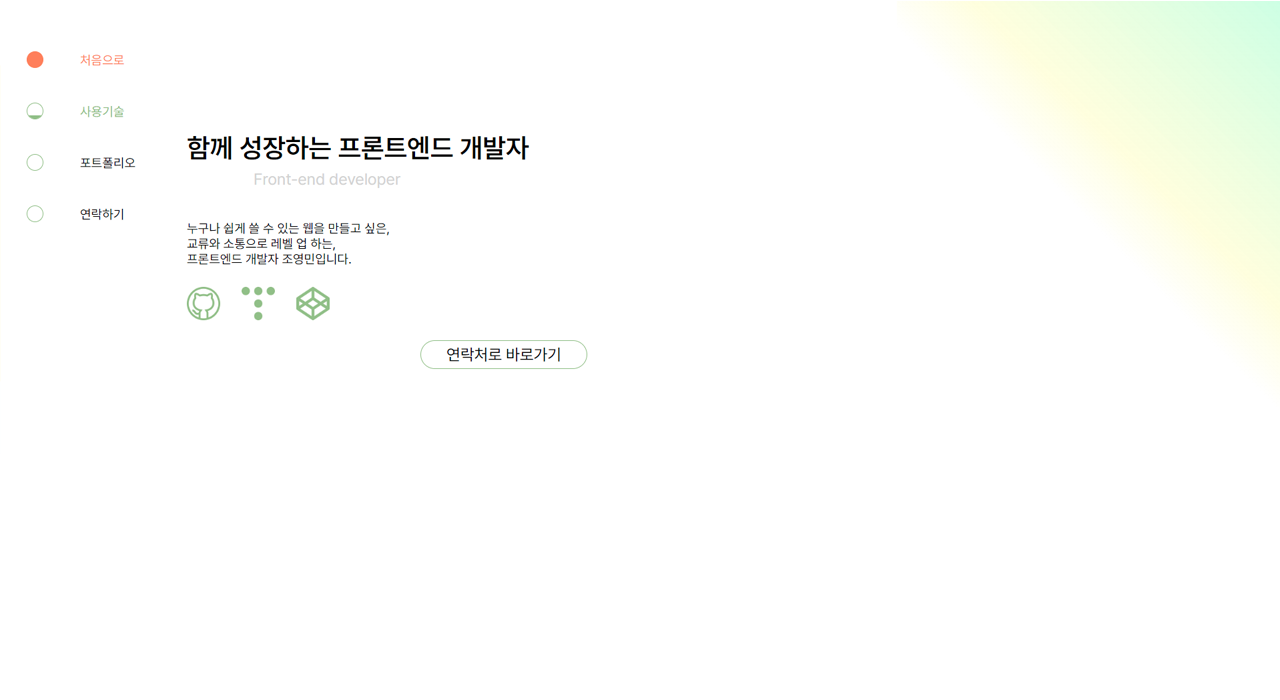 처음으로
사용기술
포트폴리오
연락하기
함께 성장하는 프론트엔드 개발자
Front-end developer
누구나 쉽게 쓸 수 있는 웹을 만들고 싶은,
교류와 소통으로 레벨 업 하는,
프론트엔드 개발자 조영민입니다.
연락처로 바로가기